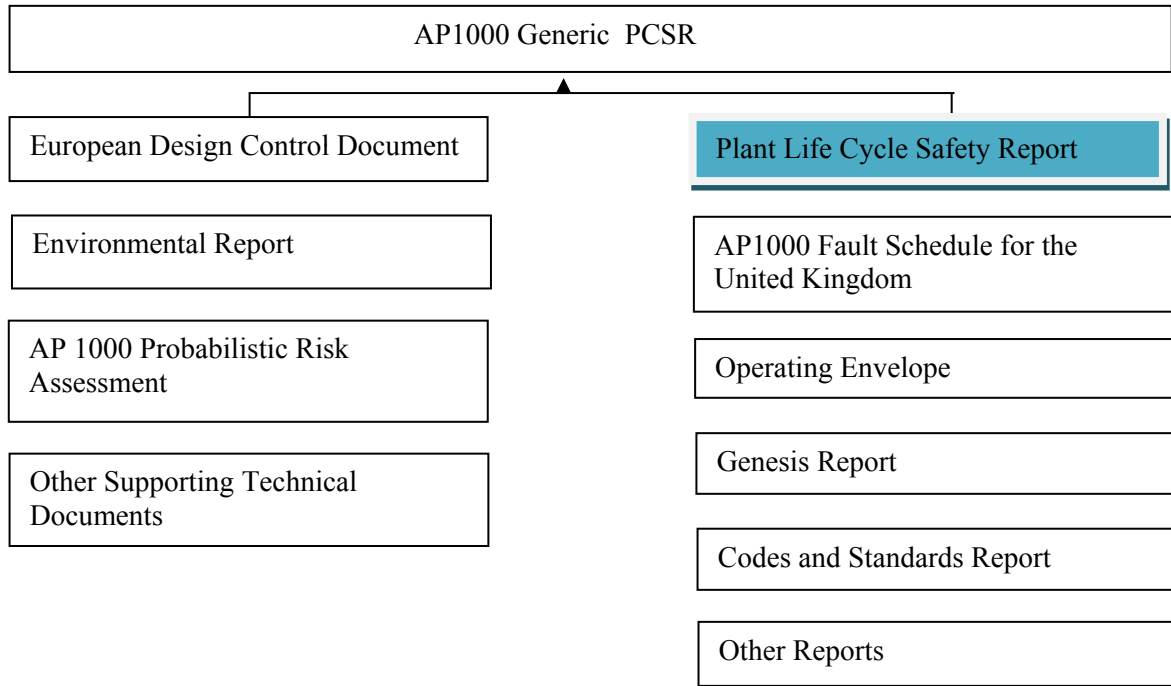 AP1000 Generic PCSR
European Design Control Document
Environmental Report
AP 1000 Probabilistic Risk
Assessment
Other Supporting Technical
Documents
Plant Life Cycle Safety Report
AP1000 Fault Schedule for the
United Kingdom
Operating Envelope
Genesis Report
Codes and Standards Report
Other Reports